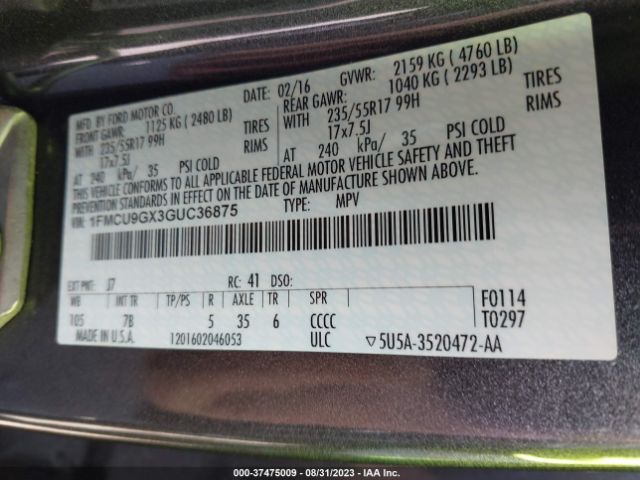 MFD. BY FORD MOTOR CO.
DATE: 02/16 GVWR: 2159 KG ( 4760 LB)
FRONT GAWR: 1125 KG ( 2480 LB)
REAR GAWR: 1040 KG ( 2293 LB)
WITH 235/55R17 99H TIRES
WITH 235/55R17 99H TIRES
17x7.5J RIMS
17x7.5J RIMS
AT 240 kPa/ 35 PSI COLD
AT 240 kPa/ 35 PSI COLD
THIS VEHICLE CONFORMS TO ALL APPLICABLE FEDERAL MOTOR VEHICLE SAFETY AND THEFT
PREVENTION STANDARDS IN EFFECT ON THE DATE OF MANUFACTURE SHOWN ABOVE.
VIN: 1FMCU9GX3GUC36875 TYPE: MPV
EXT PNT: J7 RC: 41 DSO:
WB INT TR TP/PS R AXLE TR SPR F0114
105 7B 5 35 6 CCCC T0297
MADE IN U.S.A. 1201602046053 ULC ▽5U5A-3520472-AA
000-37475009 - 08/31/2023 - IAA Inc.